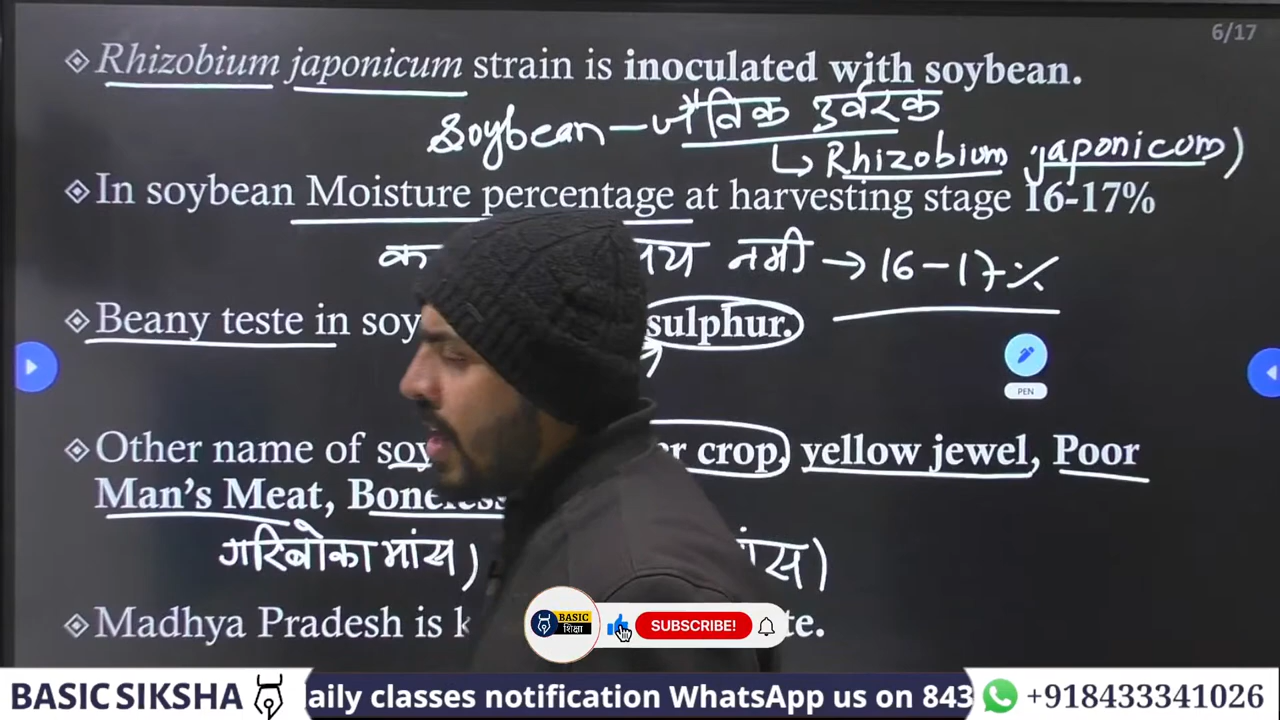 6/17
Rhizobium japonicum strain is inoculated with soybean.
Soybean – जैविक उर्वरक
↳ Rhizobium japonicum)
In soybean Moisture percentage at harvesting stage 16-17%
नमी → 16-17%
Beany teste in soy sulphur.
PEN
Other name of soy crop, yellow jewel, Poor
Man's Meat, Boneless
गरिबोका मांस)
Madhya Pradesh is
BASIC शिक्षा
SUBSCRIBE!
BASIC SIKSHA
aily classes notification WhatsApp us on 843
+918433341026